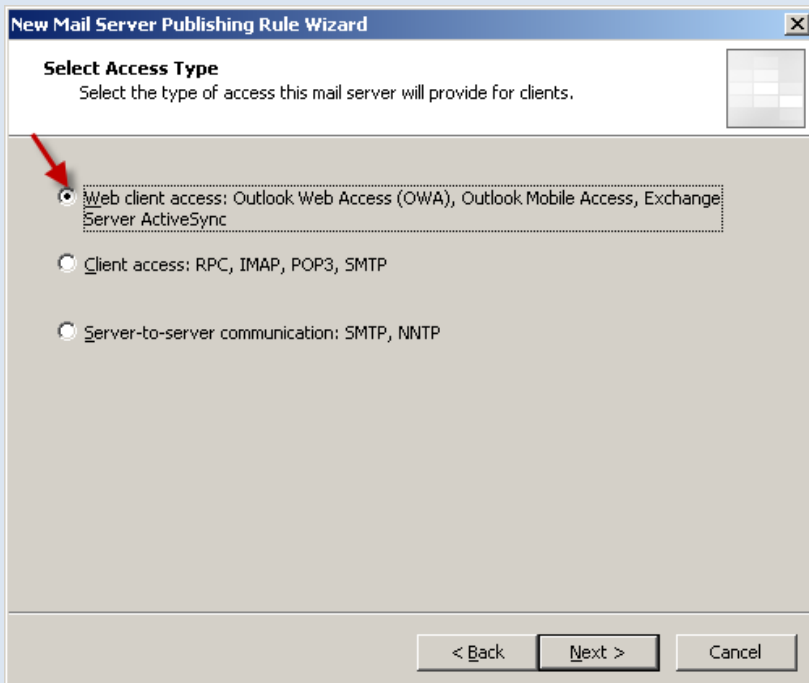 New Mail Server Publishing Rule Wizard
Select Access Type
Select the type of access this mail server will provide for clients.
Web client access: Outlook Web Access (OWA), Outlook Mobile Access, Exchange
Server ActiveSync
Client access: RPC, IMAP, POP3, SMTP
Server-to-server communication: SMTP, NNTP
< Back Next > Cancel